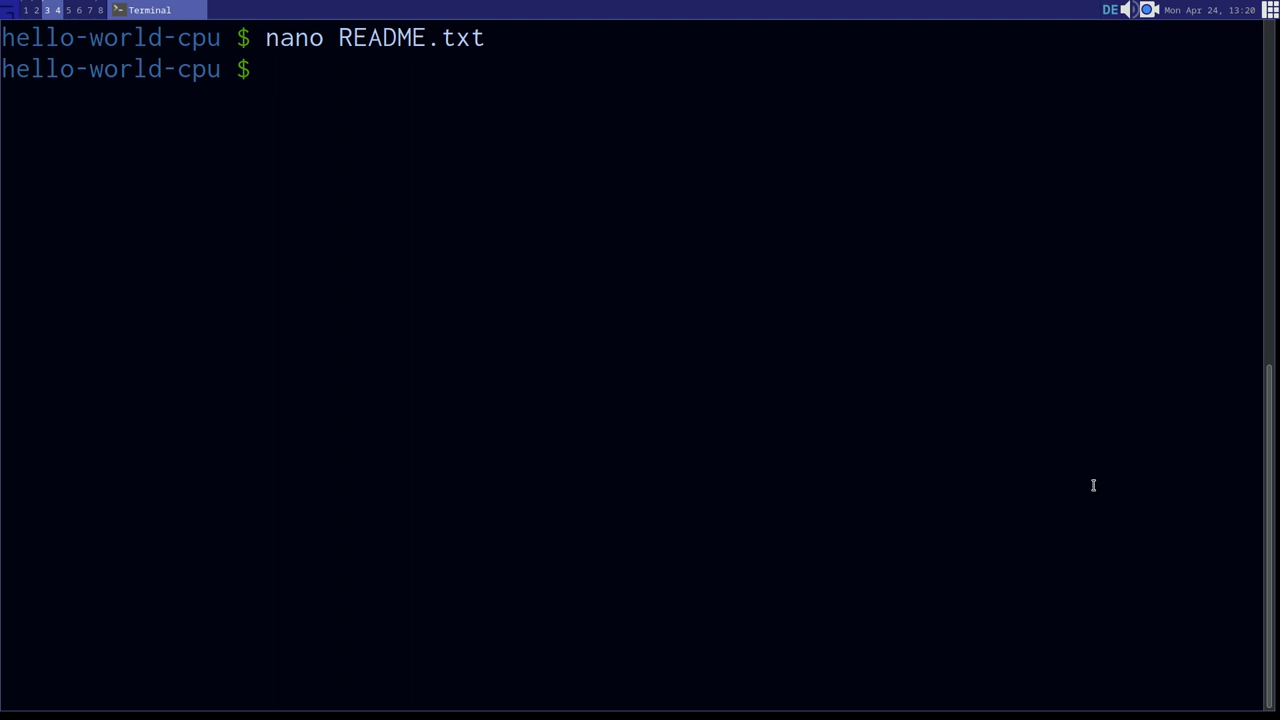 1 2 3 4 5 6 7 8 Terminal DE Mon Apr 24, 13:20
hello-world-cpu $ nano README.txt
hello-world-cpu $